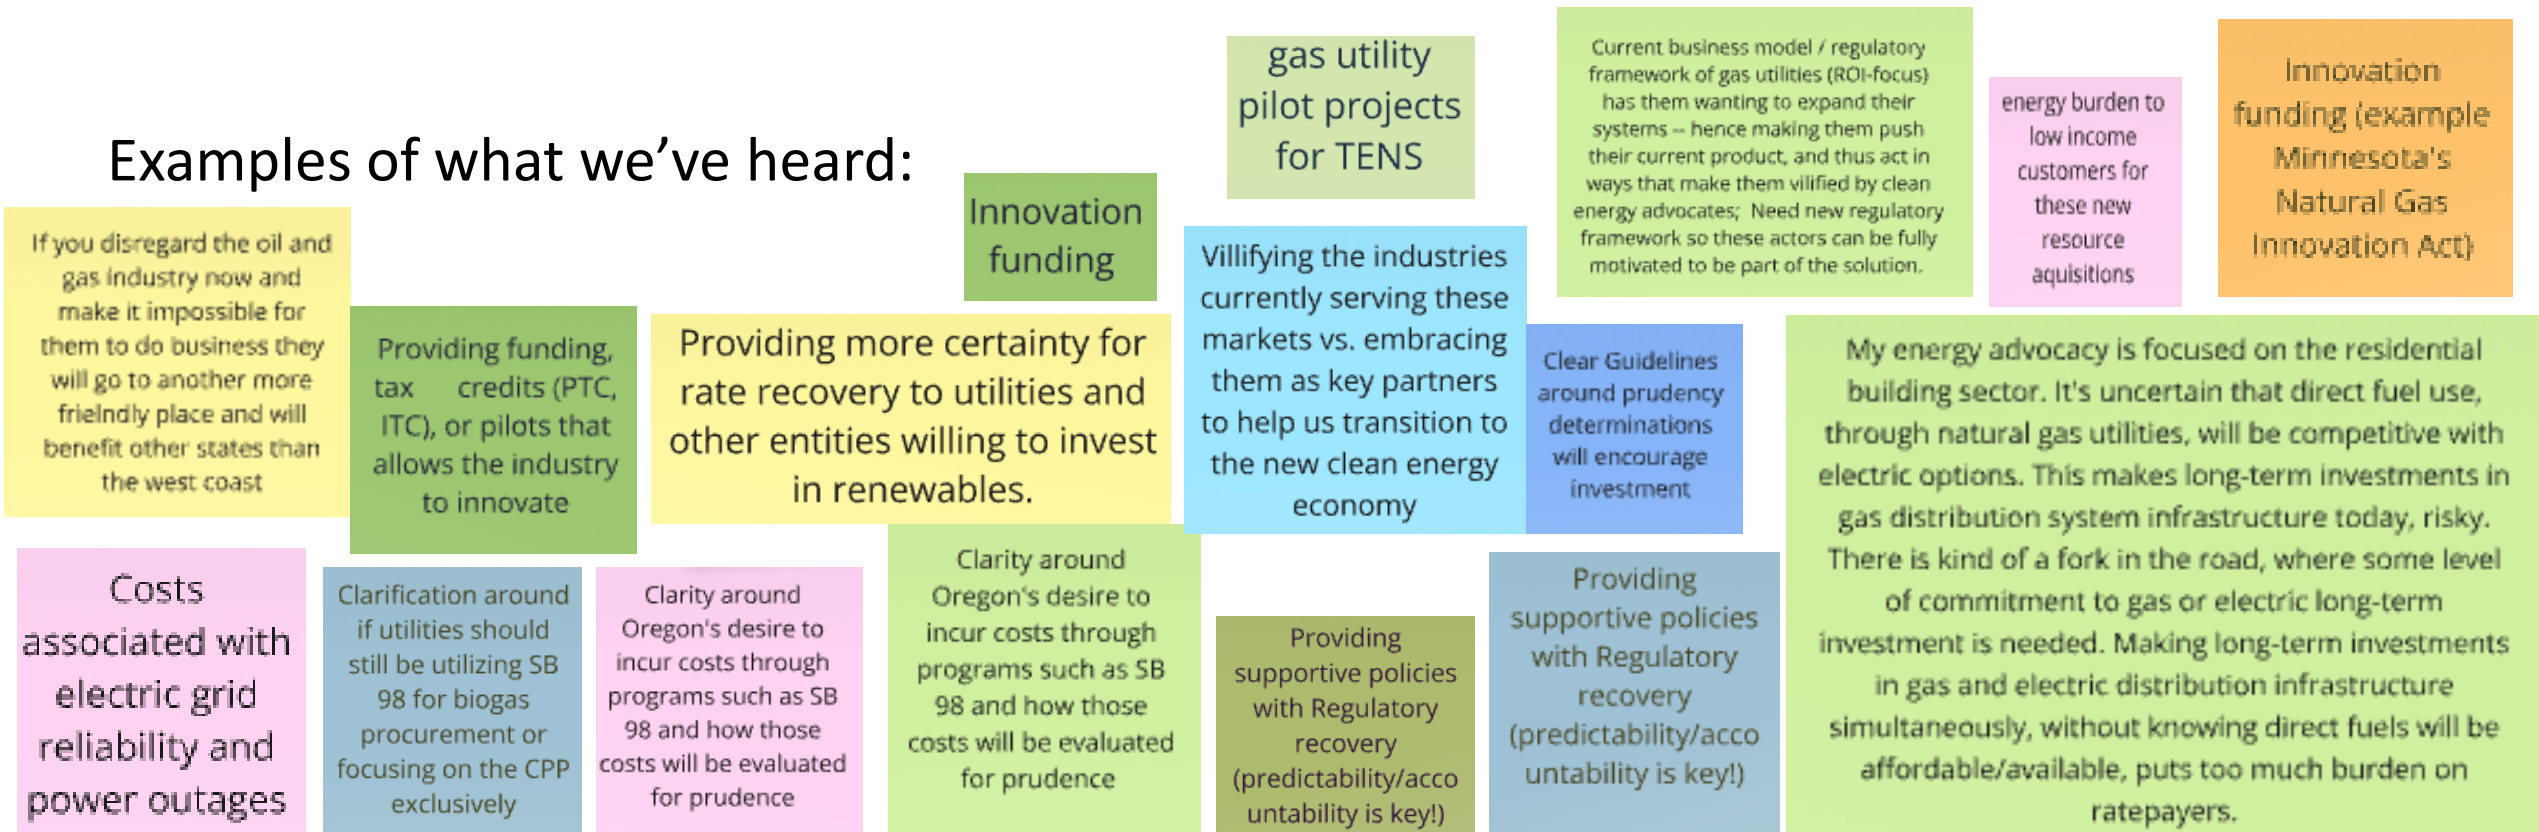 Examples of what we've heard:
If you disregard the oil and
gas industry now and
make it impossible for
them to do business they
will go to another more
frielndly place and will
benefit other states than
the west coast
Providing funding,
tax credits (PTC,
ITC), or pilots that
allows the industry
to innovate
Innovation
funding
Providing more certainty for
rate recovery to utilities and
other entities willing to invest
in renewables.
gas utility
pilot projects
for TENS
Villifying the industries
currently serving these
markets vs. embracing
them as key partners
to help us transition to
the new clean energy
economy
Current business model / regulatory
framework of gas utilities (ROI-focus)
has them wanting to expand their
systems -- hence making them push
their current product, and thus act in
ways that make them vilified by clean
energy advocates; Need new regulatory
framework so these actors can be fully
motivated to be part of the solution.
Clear Guidelines
around prudency
determinations
will encourage
investment
energy burden to
low income
customers for
these new
resource
aquisitions
Innovation
funding (example
Minnesota's
Natural Gas
Innovation Act)
Costs
associated with
electric grid
reliability and
power outages
Clarification around
if utilities should
still be utilizing SB
98 for biogas
procurement or
focusing on the CPP
exclusively
Clarity around
Oregon's desire to
incur costs through
programs such as SB
98 and how those
costs will be evaluated
for prudence
Clarity around
Oregon's desire to
incur costs through
programs such as SB
98 and how those
costs will be evaluated
for prudence
Providing
supportive policies
with Regulatory
recovery
(predictability/acco
untability is key!)
Providing
supportive policies
with Regulatory
recovery
(predictability/acco
untability is key!)
My energy advocacy is focused on the residential
building sector. It's uncertain that direct fuel use,
through natural gas utilities, will be competitive with
electric options. This makes long-term investments in
gas distribution system infrastructure today, risky.
There is kind of a fork in the road, where some level
of commitment to gas or electric long-term
investment is needed. Making long-term investments
in gas and electric distribution infrastructure
simultaneously, without knowing direct fuels will be
affordable/available, puts too much burden on
ratepayers.